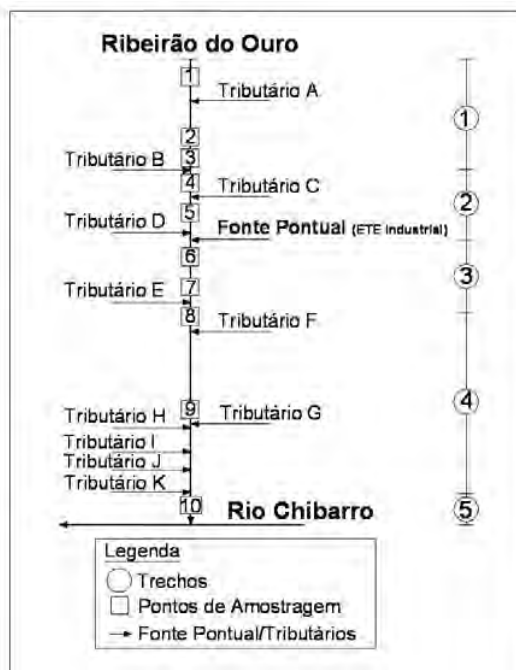 Ribeirão do Ouro
1
Tributário A
1
2
Tributário B
3
4
Tributário C
2
5
Tributário D
Fonte Pontual (ETE Industrial)
6
3
7
Tributário E
8
Tributário F
4
9
Tributário H
Tributário G
Tributário I
Tributário J
Tributário K
10
Rio Chibarro
5
Legenda
Trechos
Pontos de Amostragem
Fonte Pontual/Tributários